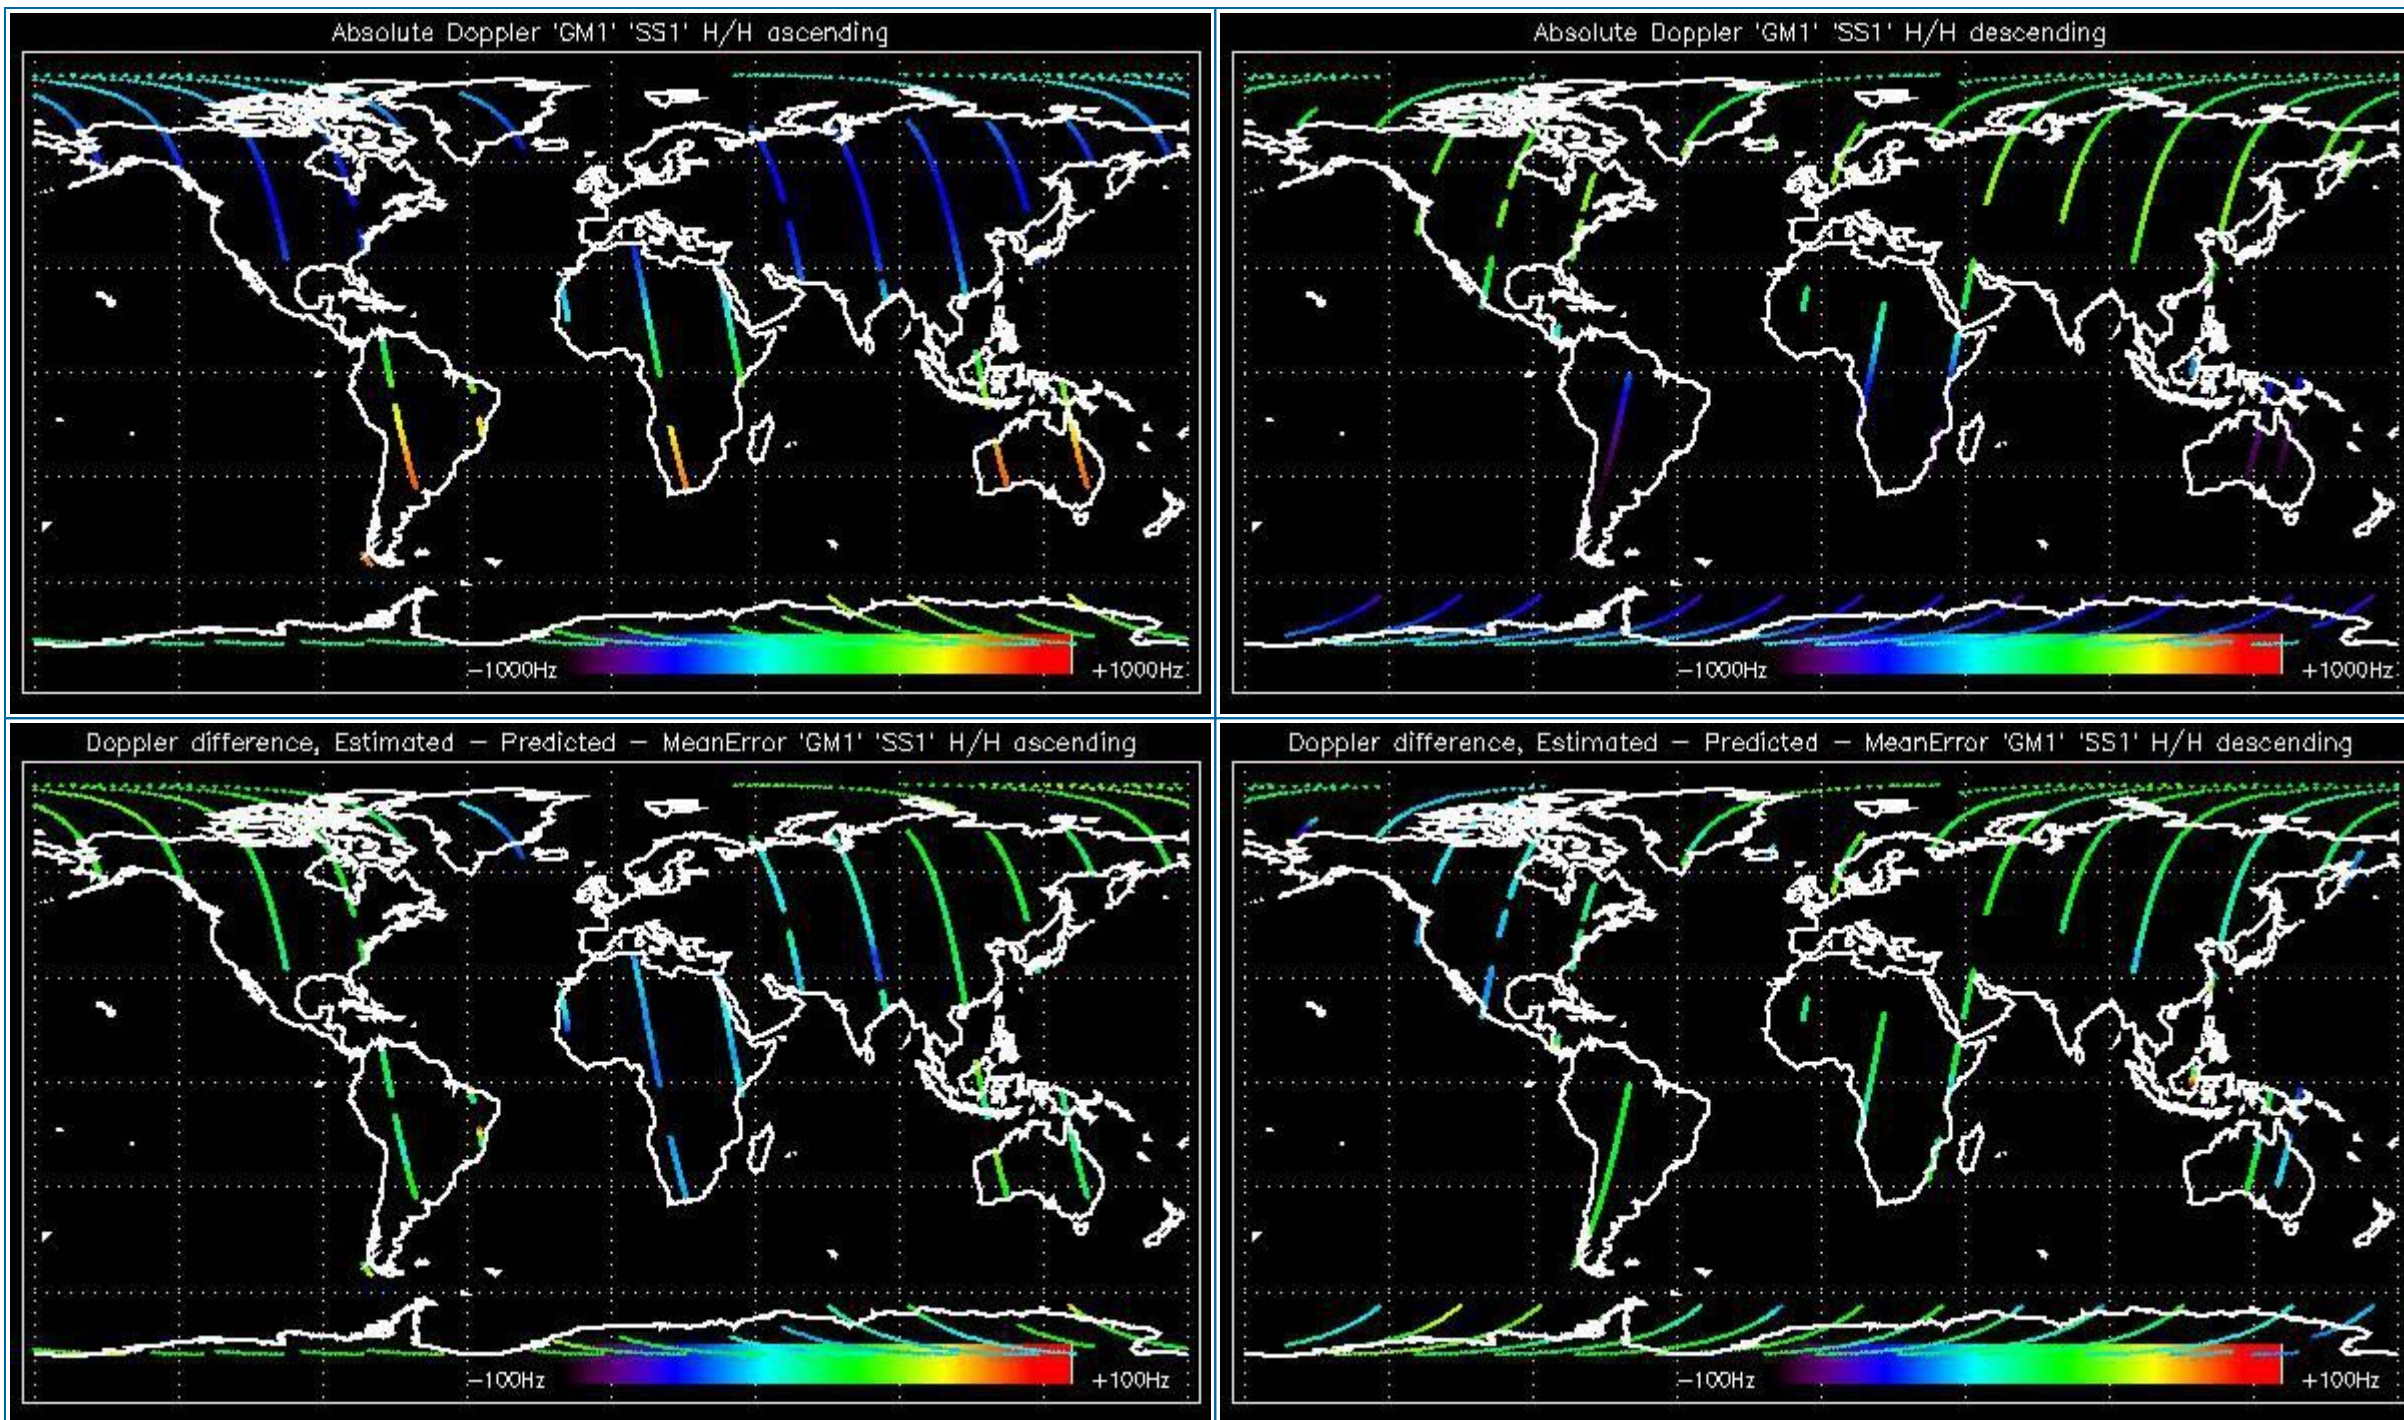 Absolute Doppler 'GM1' 'SS1' H/H ascending
−1000Hz
+1000Hz
Absolute Doppler 'GM1' 'SS1' H/H descending
−1000Hz
+1000Hz
Doppler difference, Estimated − Predicted − MeanError 'GM1' 'SS1' H/H ascending
−100Hz
+100Hz
Doppler difference, Estimated − Predicted − MeanError 'GM1' 'SS1' H/H descending
−100Hz
+100Hz